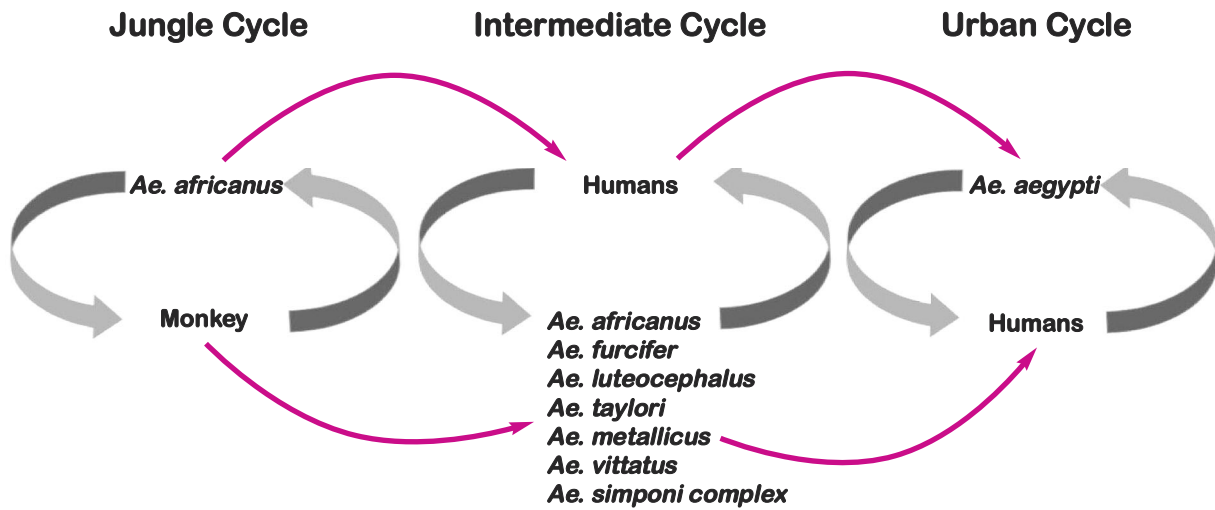 Jungle Cycle
Intermediate Cycle
Urban Cycle
Ae. africanus
Monkey
Humans
Ae. africanus
Ae. furcifer
Ae. luteocephalus
Ae. taylori
Ae. metallicus
Ae. vittatus
Ae. simponi complex
Ae. aegypti
Humans